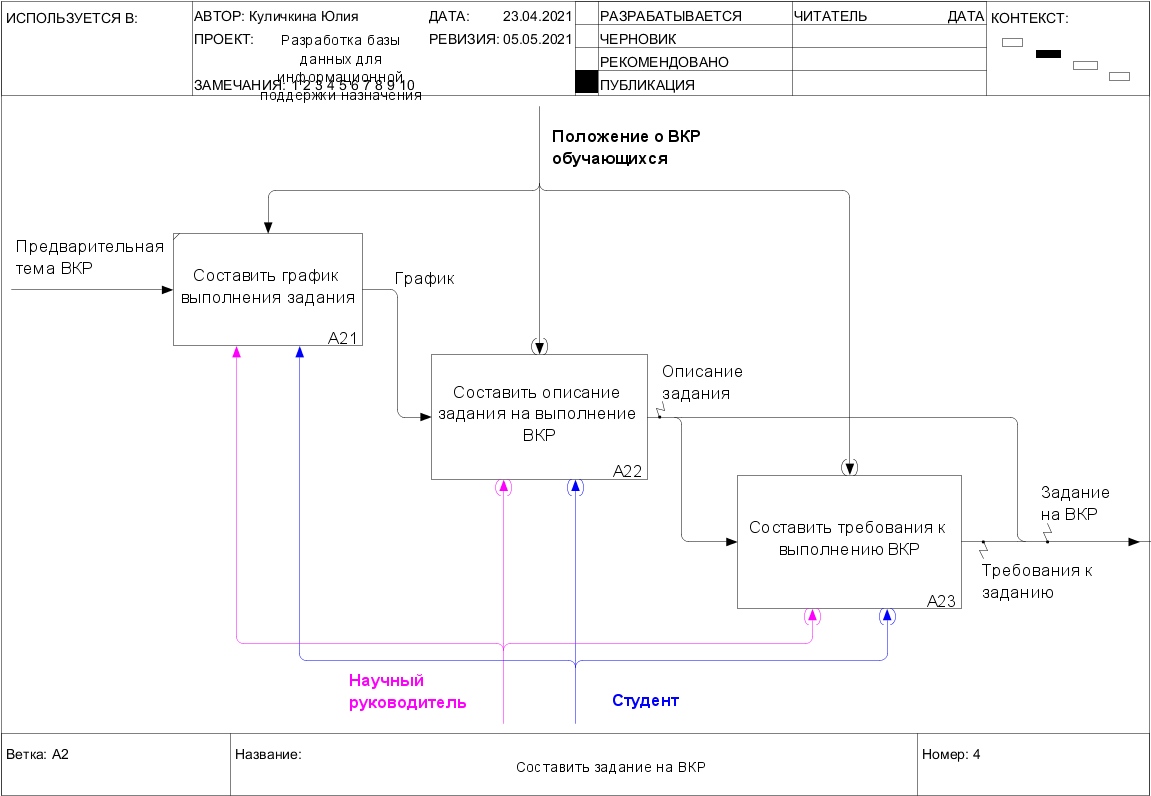 ИСПОЛЬЗУЕТСЯ В:
АВТОР: Куличкина Юлия
ДАТА: 23.04.2021
РАЗРАБАТЫВАЕТСЯ
ЧИТАТЕЛЬ
ДАТА
КОНТЕКСТ:
ПРОЕКТ:
Разработка базы
данных для
информационной
поддержки назначения
РЕВИЗИЯ: 05.05.2021
ЧЕРНОВИК
РЕКОМЕНДОВАНО
ЗАМЕЧАНИЯ: 1 2 3 4 5 6 7 8 9 10
ПУБЛИКАЦИЯ
Положение о ВКР
обучающихся
Предварительная
тема ВКР
Составить график
выполнения задания
A21
График
Составить описание
задания на выполнение
ВКР
A22
Описание
задания
Составить требования к
выполнению ВКР
A23
Задание
на ВКР
Требования к
заданию
Научный
руководитель
Студент
Ветка: A2
Название:
Составить задание на ВКР
Номер: 4